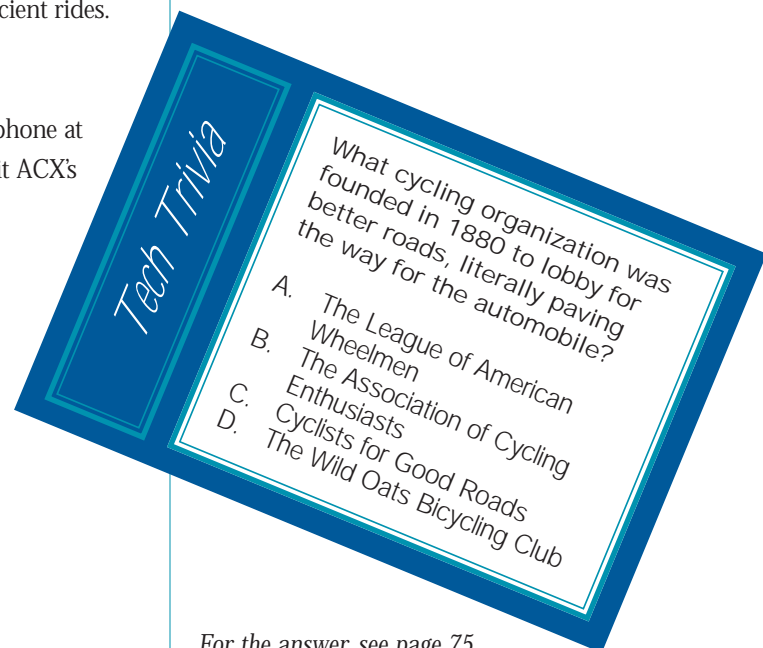 cient rides.
phone at
it ACX's
Tech Trivia
What cycling organization was
founded in 1880 to lobby for
better roads, literally paving
the way for the automobile?
A. The League of American
Wheelmen
B. The Association of Cycling
Enthusiasts
C. Cyclists for Good Roads
D. The Wild Oats Bicycling Club
For the answer, see page 75